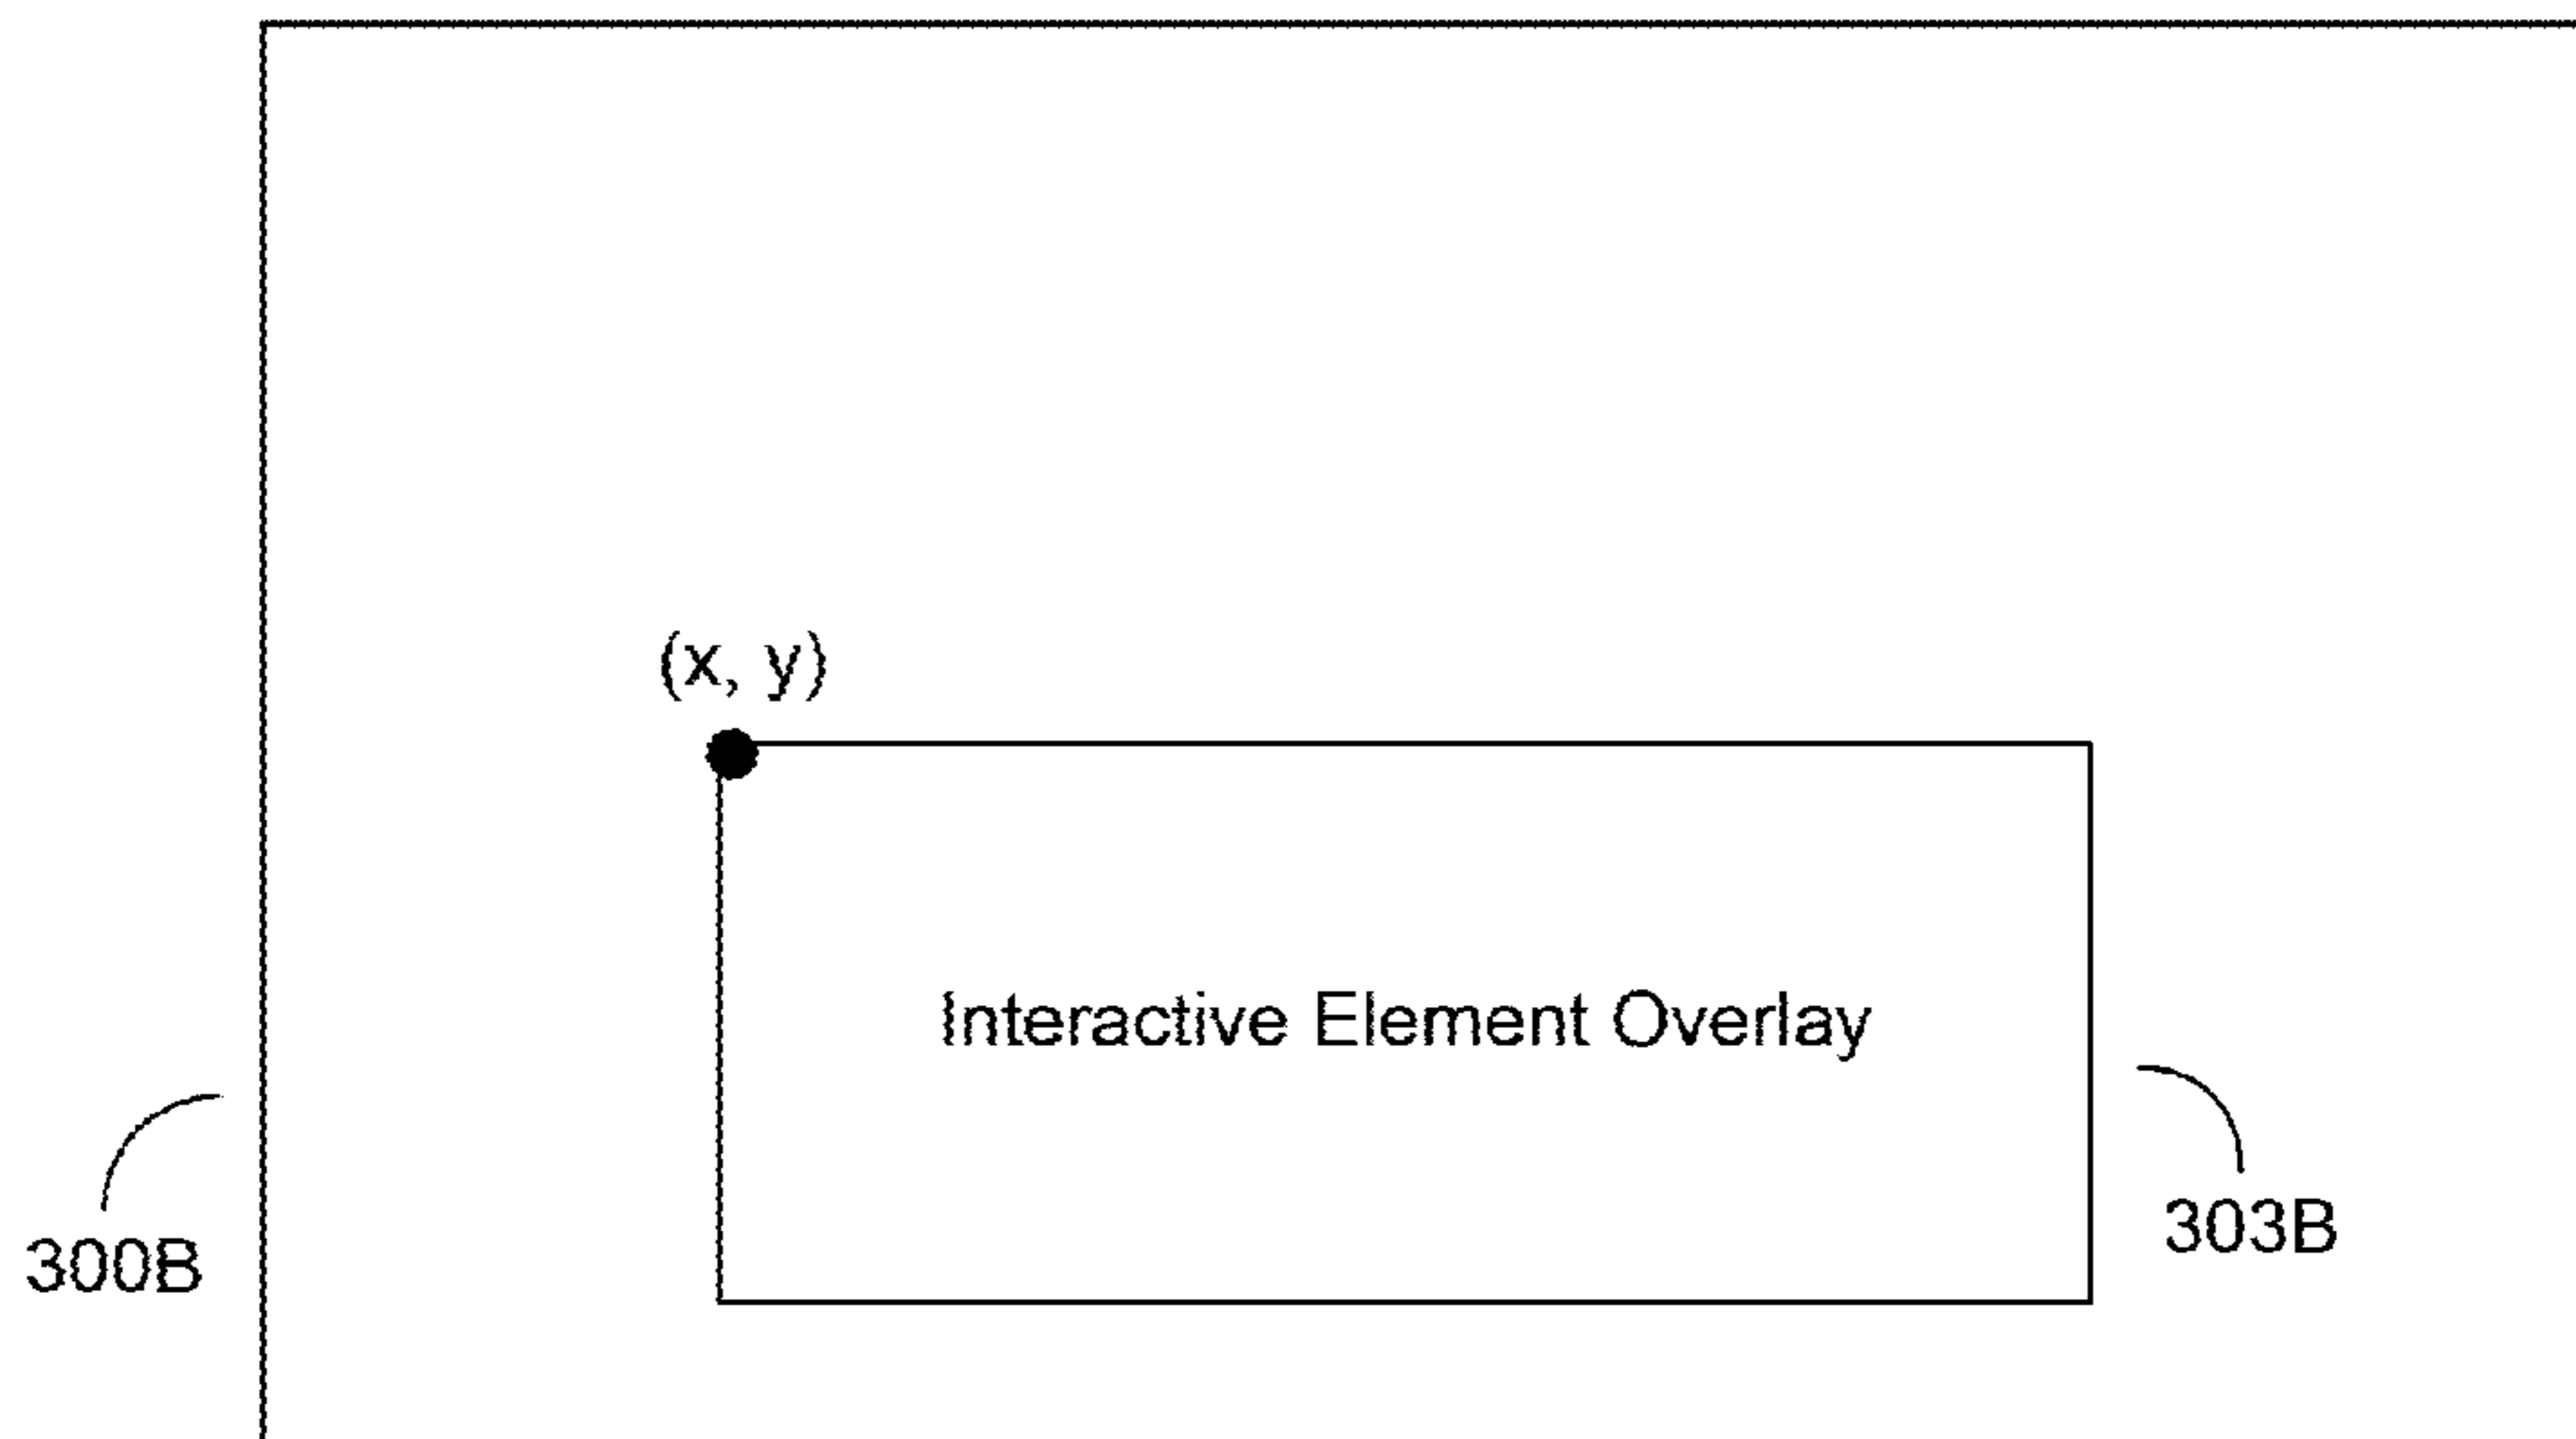 (x, y)
Interactive Element Overlay
300B
303B